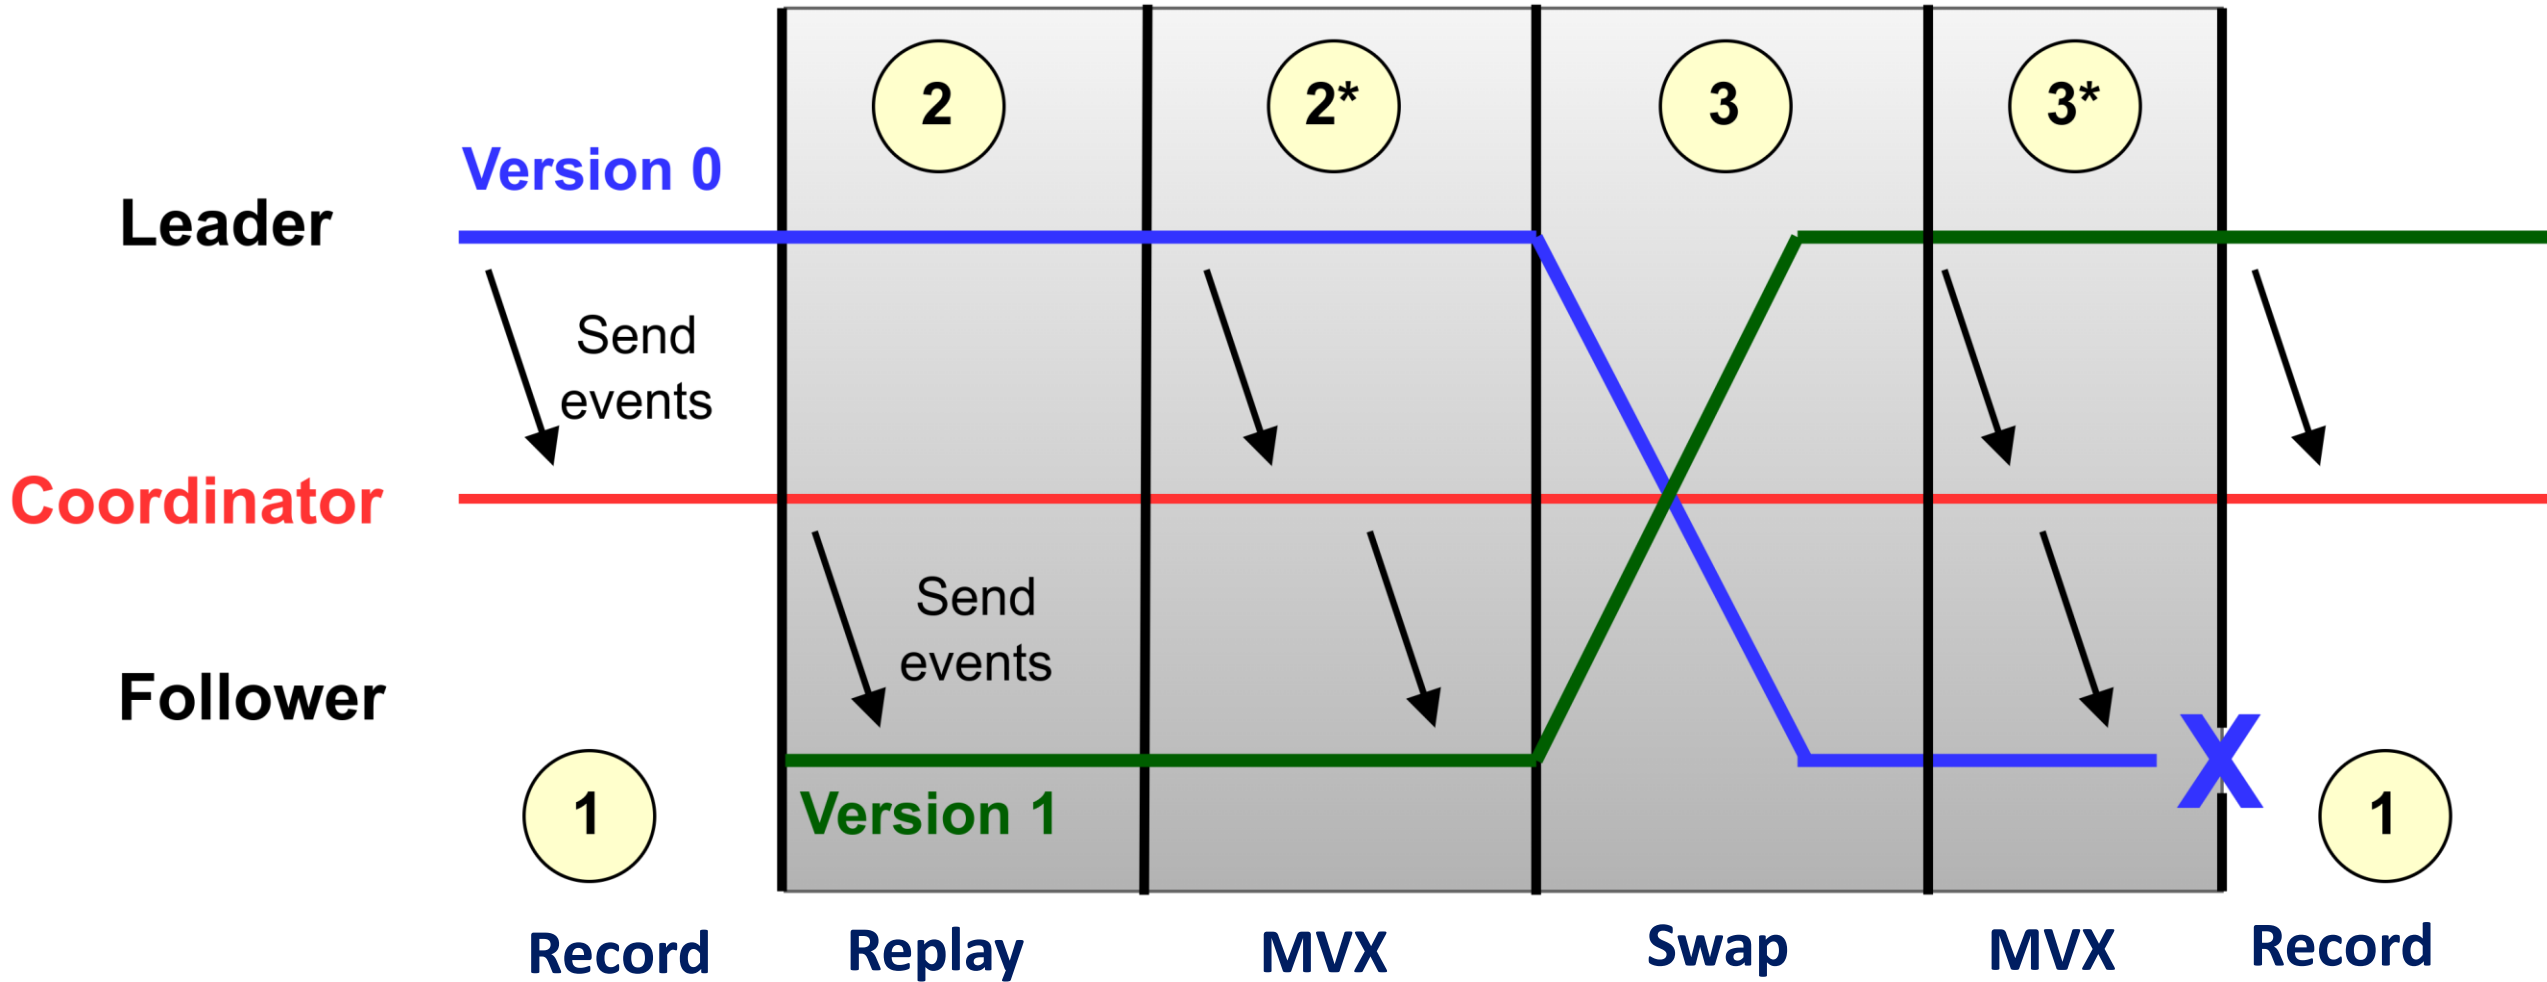 2
2*
3
3*
Version 0
Leader
Send
events
Coordinator
Send
events
Follower
Version 1
X
1
1
Record
Replay
MVX
Swap
MVX
Record